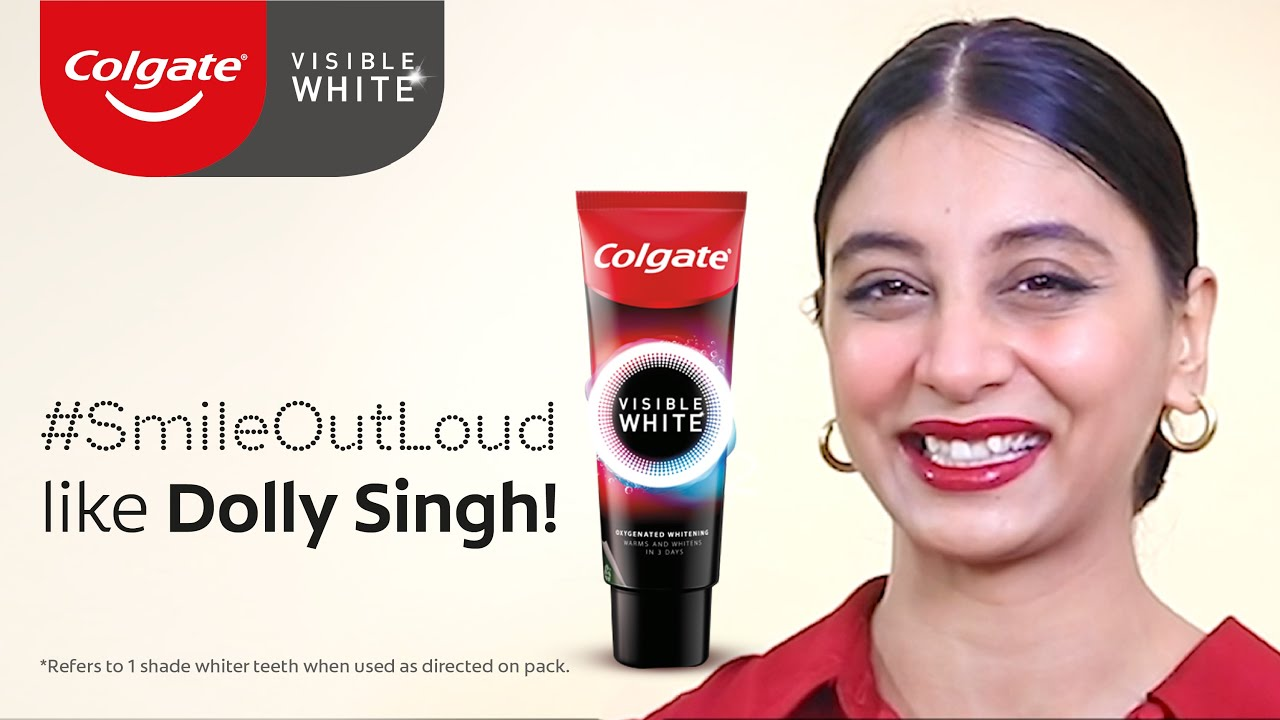 Colgate®
VISIBLE
WHITE
Colgate®
VISIBLE
WHITE
OXYGENATED WHITENING
WARMS AND WHITENS
IN 3 DAYS
#SmileOutLoud
like Dolly Singh!
*Refers to 1 shade whiter teeth when used as directed on pack.